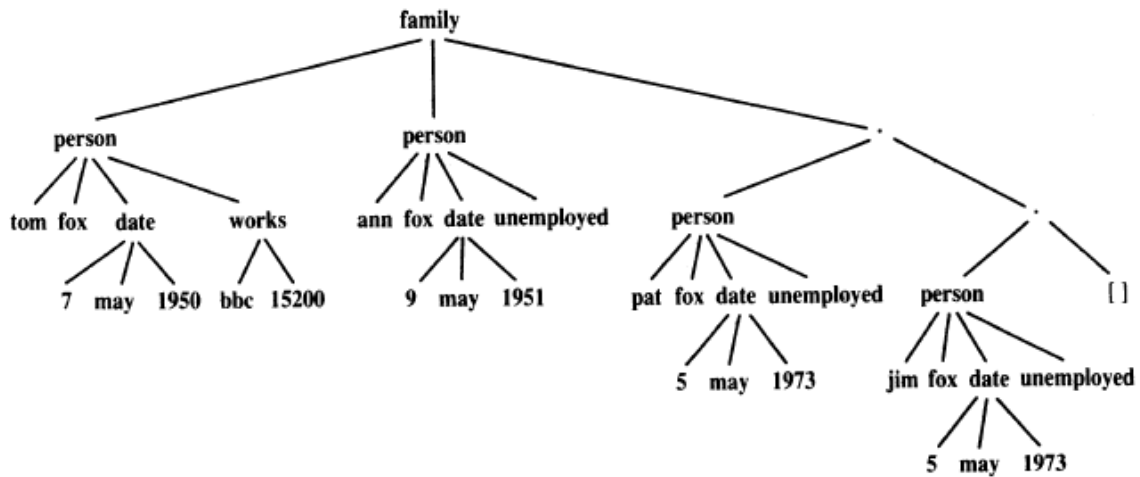 family
person person .
tom fox date works ann fox date unemployed person .
7 may 1950 bbc 15200 9 may 1951 pat fox date unemployed person [ ]
5 may 1973 jim fox date unemployed
5 may 1973